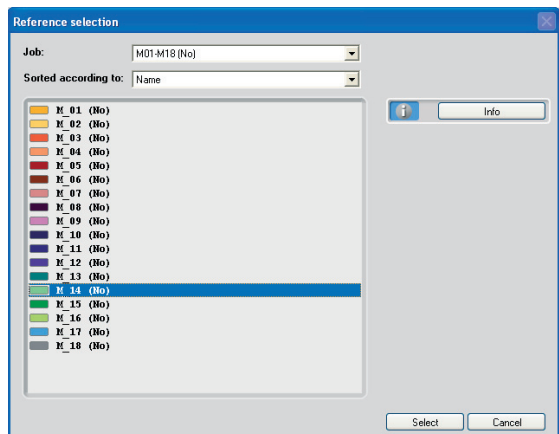 Reference selection
Job: M01-M18 (No)
Sorted according to: Name
M_01 (No)
M_02 (No)
M_03 (No)
M_04 (No)
M_05 (No)
M_06 (No)
M_07 (No)
M_08 (No)
M_09 (No)
M_10 (No)
M_11 (No)
M_12 (No)
M_13 (No)
M_14 (No)
M_15 (No)
M_16 (No)
M_17 (No)
M_18 (No)
i Info
Select Cancel